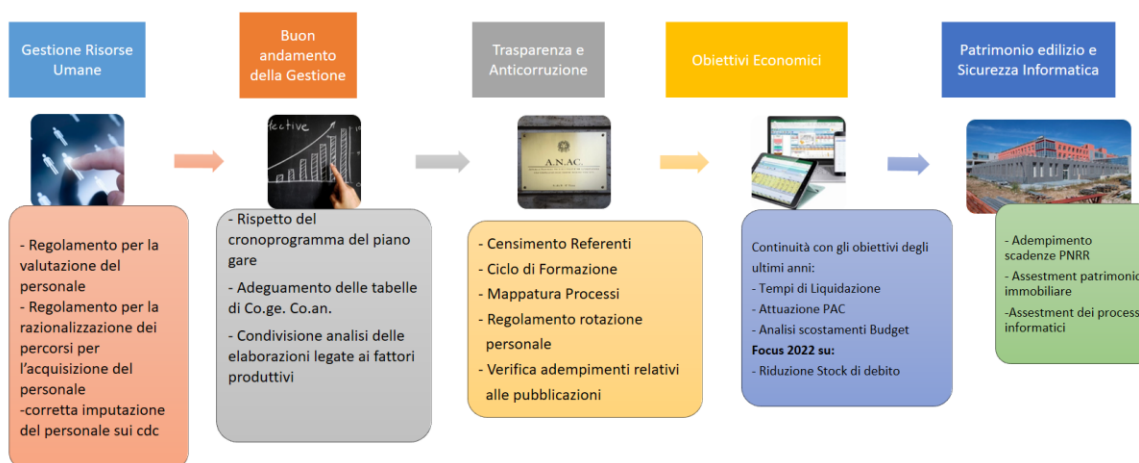 Gestione Risorse
Umane
Buon
andamento
della Gestione
Trasparenza e
Anticorruzione
Obiettivi Economici
Patrimonio edilizio e
Sicurezza Informatica
A.N.AC.
- Regolamento per la
valutazione del
personale
- Regolamento per la
razionalizzazione dei
percorsi per
l'acquisizione del
personale
-corretta imputazione
del personale sui cdc
- Rispetto del
cronoprogramma del piano
gare
- Adeguamento delle tabelle
di Co.ge. Co.an.
- Condivisione analisi delle
elaborazioni legate ai fattori
produttivi
- Censimento Referenti
- Ciclo di Formazione
- Mappatura Processi
- Regolamento rotazione
personale
- Verifica adempimenti relativi
alle pubblicazioni
Continuità con gli obiettivi degli
ultimi anni:
- Tempi di Liquidazione
- Attuazione PAC
- Analisi scostamenti Budget
Focus 2022 su:
- Riduzione Stock di debito
- Adempimento
scadenze PNRR
- Assestment patrimonio
immobiliare
-Assestment dei process
informatici